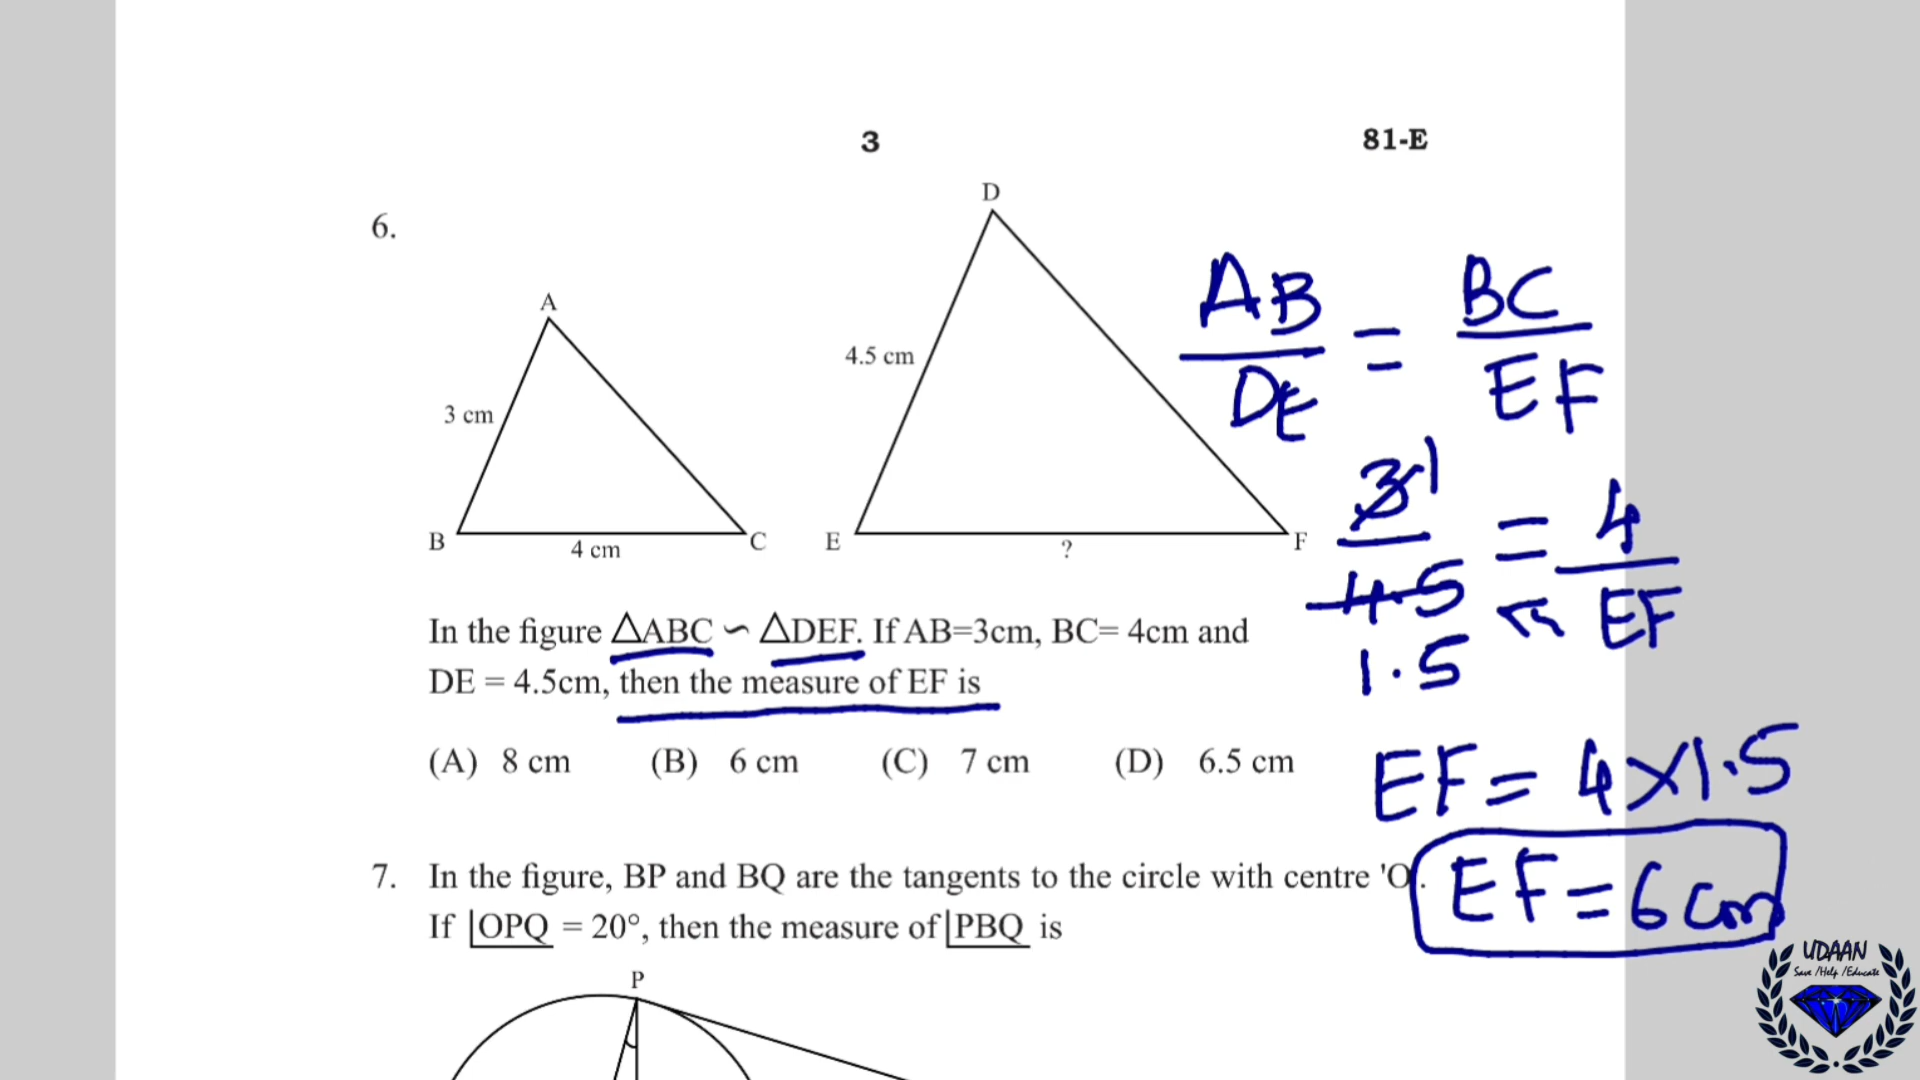 3
81-E
6.
D
A
4.5 cm
3 cm
B
4 cm
C
E
?
F
AB/DE = BC/EF
3 1/4.5 = 4/EF
1.5
In the figure △ABC ∽ △DEF. If AB=3cm, BC= 4cm and
DE = 4.5cm, then the measure of EF is
(A) 8 cm (B) 6 cm (C) 7 cm (D) 6.5 cm
EF = 4×1.5
EF = 6 cm
7. In the figure, BP and BQ are the tangents to the circle with centre 'O'.
If ∠OPQ = 20°, then the measure of ∠PBQ is
P
UDAAN
Save /Help /Educate